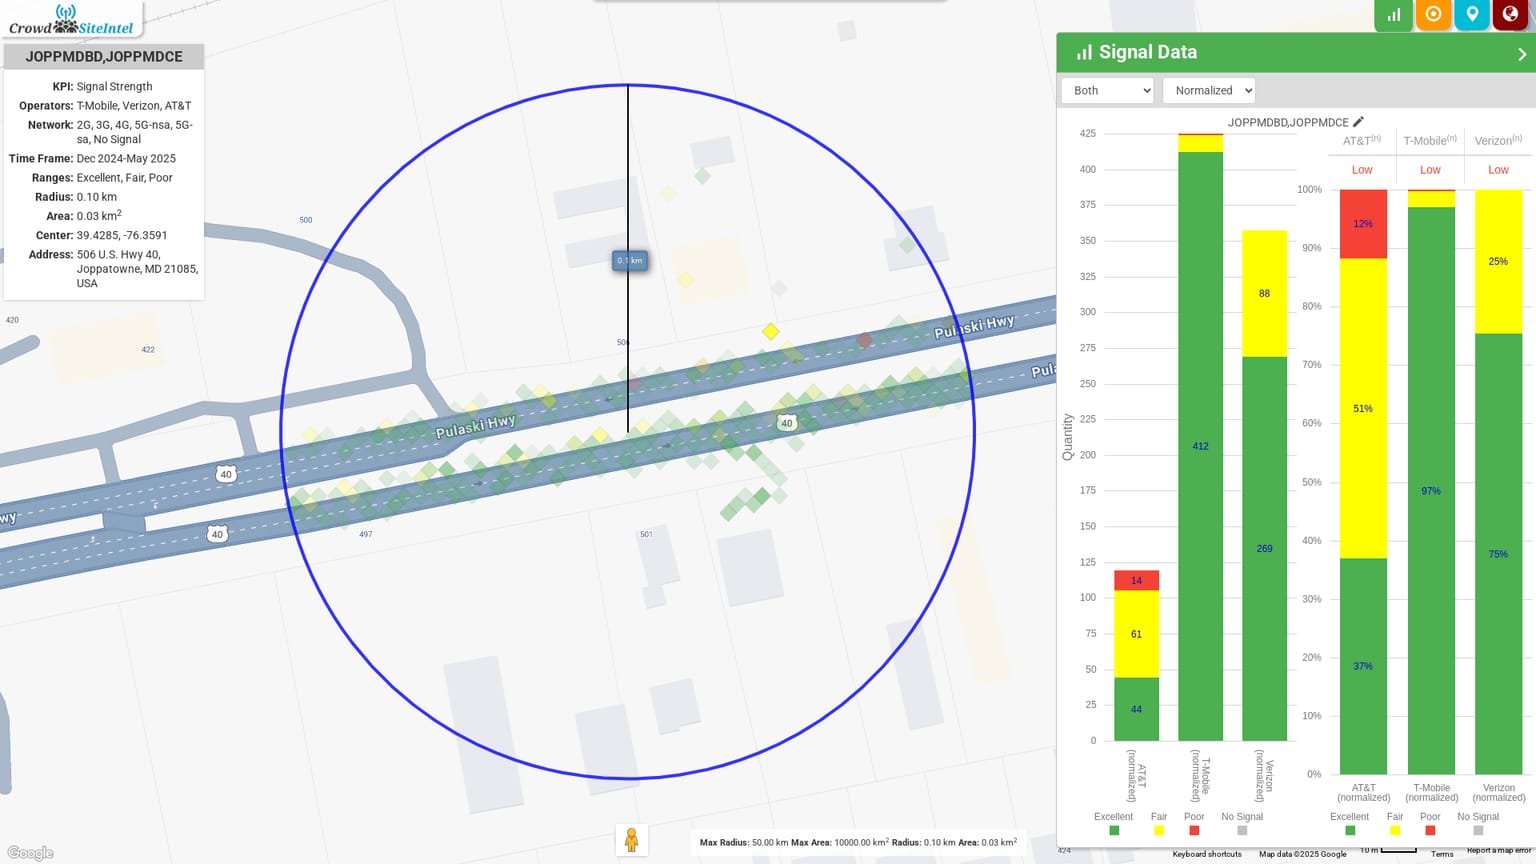 Crowd SiteIntel
JOPPMDBD,JOPPMDCE
KPI: Signal Strength
Operators: T-Mobile, Verizon, AT&T
Network: 2G, 3G, 4G, 5G-nsa, 5G-
sa, No Signal
Time Frame: Dec 2024-May 2025
Ranges: Excellent, Fair, Poor
Radius: 0.10 km
Area: 0.03 km2
Center: 39.4285, -76.3591
Address: 506 U.S. Hwy 40,
Joppatowne, MD 21085,
USA
500
420
422
506
0.1 km
Pulaski Hwy
Pulaski Hwy
Pula
40
40
40
wy
497
501
424
Google
Max Radius: 50.00 km Max Area: 10000.00 km2 Radius: 0.10 km Area: 0.03 km2
Signal Data
Both
Normalized
JOPPMDBD,JOPPMDCE
Quantity
425
400
375
350
325
300
275
250
225
200
175
150
125
100
75
50
25
0
14
61
44
412
88
269
AT&T
(normalized)
T-Mobile
(normalized)
Verizon
(normalized)
Excellent Fair Poor No Signal
AT&T(n) T-Mobile(n) Verizon(n)
Low Low Low
100%
90%
80%
70%
60%
50%
40%
30%
20%
10%
0%
12%
51%
37%
97%
25%
75%
AT&T
(normalized)
T-Mobile
(normalized)
Verizon
(normalized)
Excellent Fair Poor No Signal
Keyboard shortcuts Map data ©2025 Google 10 m Terms Report a map error